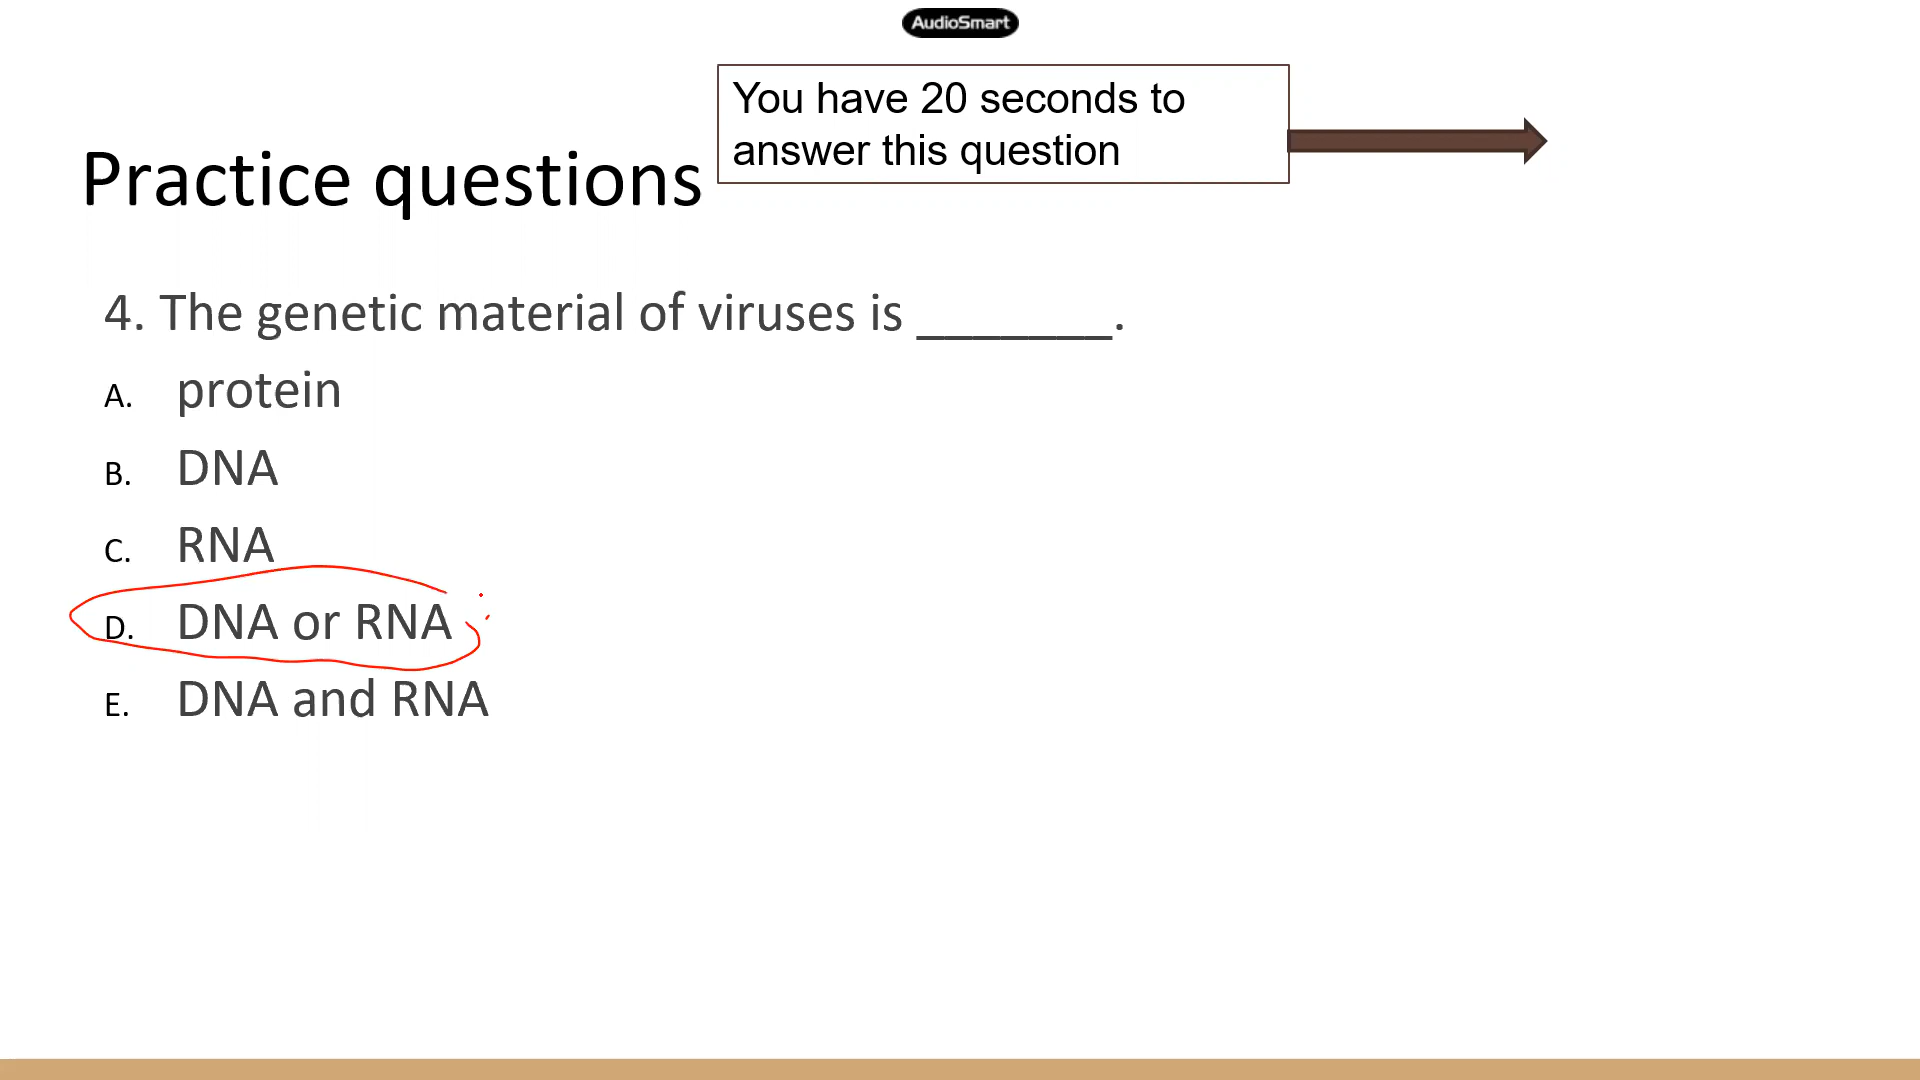 AudioSmart
You have 20 seconds to
answer this question
Practice questions
4. The genetic material of viruses is _______.
A. protein
B. DNA
C. RNA
D. DNA or RNA
E. DNA and RNA